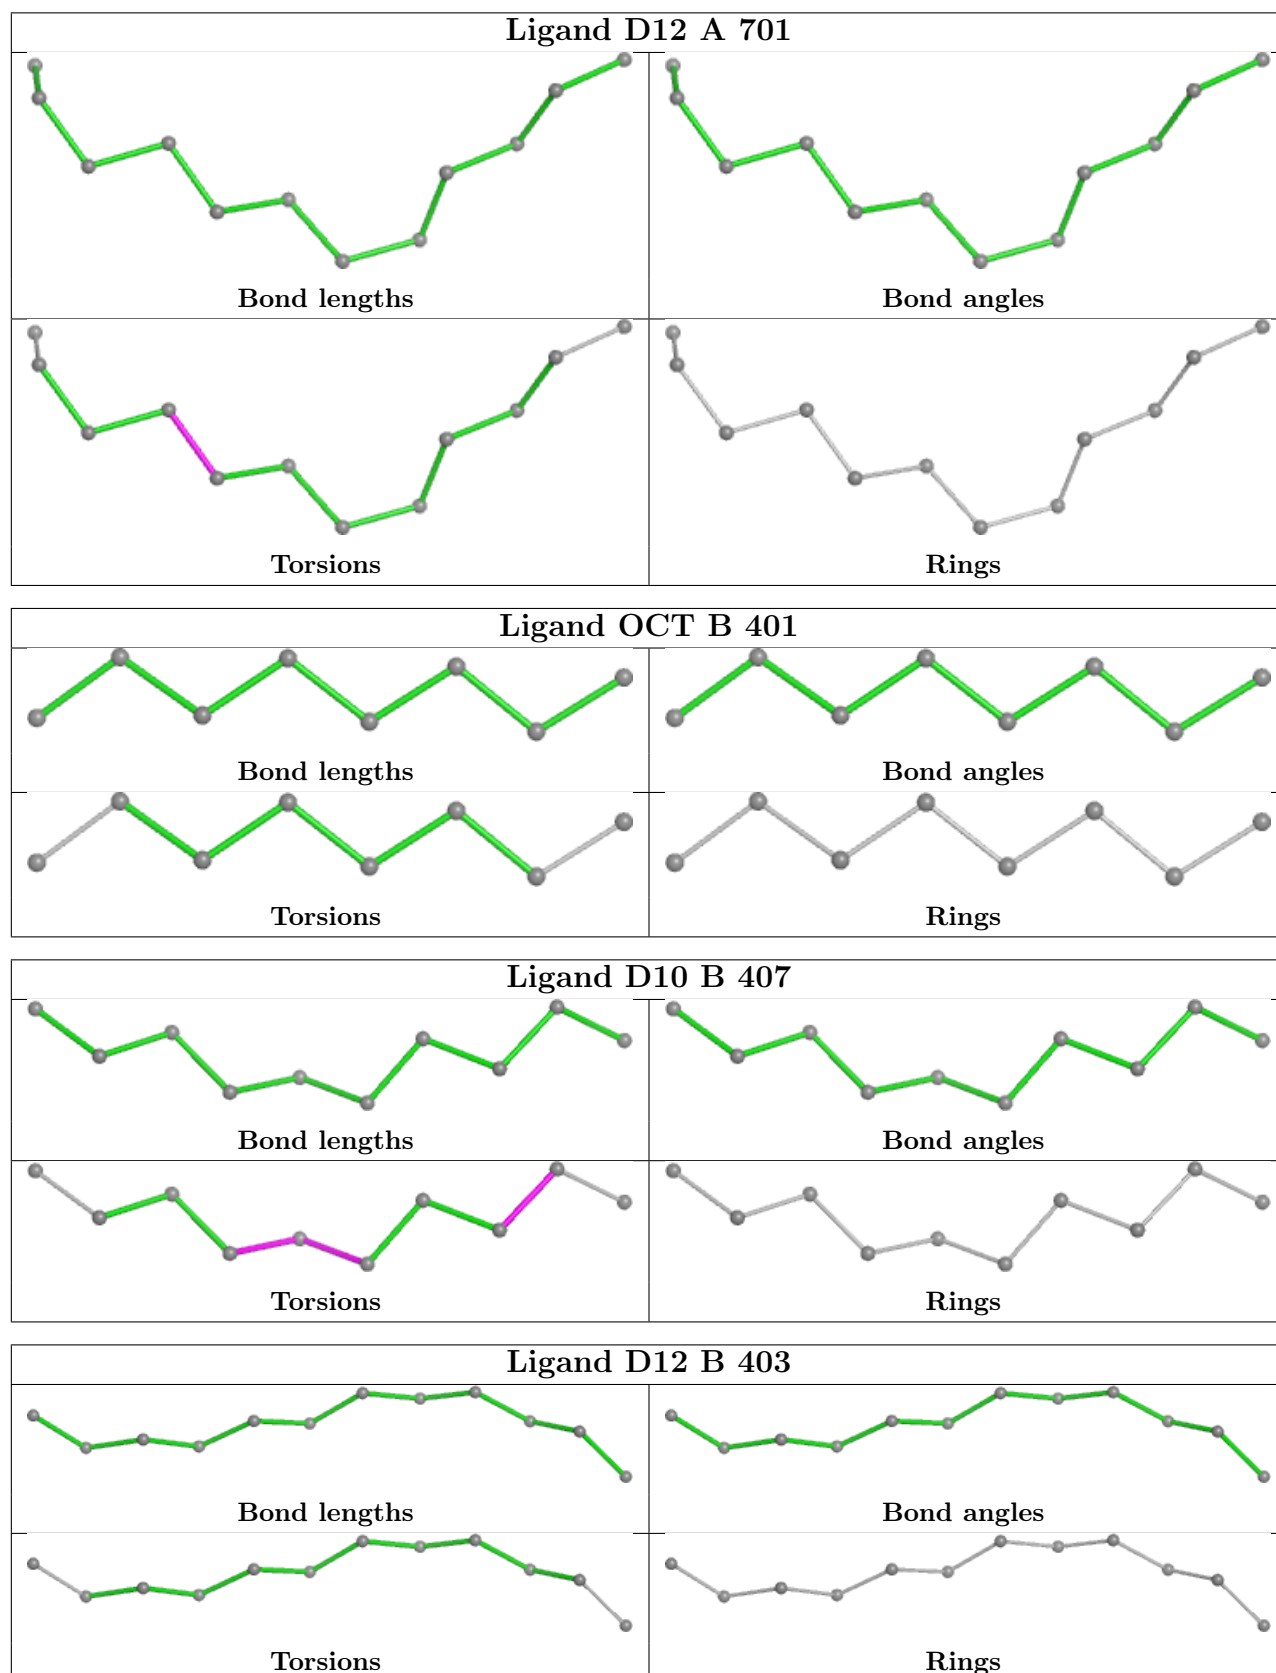 Ligand D12 A 701
Bond lengths
Bond angles
Torsions
Rings
Ligand OCT B 401
Bond lengths
Bond angles
Torsions
Rings
Ligand D10 B 407
Bond lengths
Bond angles
Torsions
Rings
Ligand D12 B 403
Bond lengths
Bond angles
Torsions
Rings